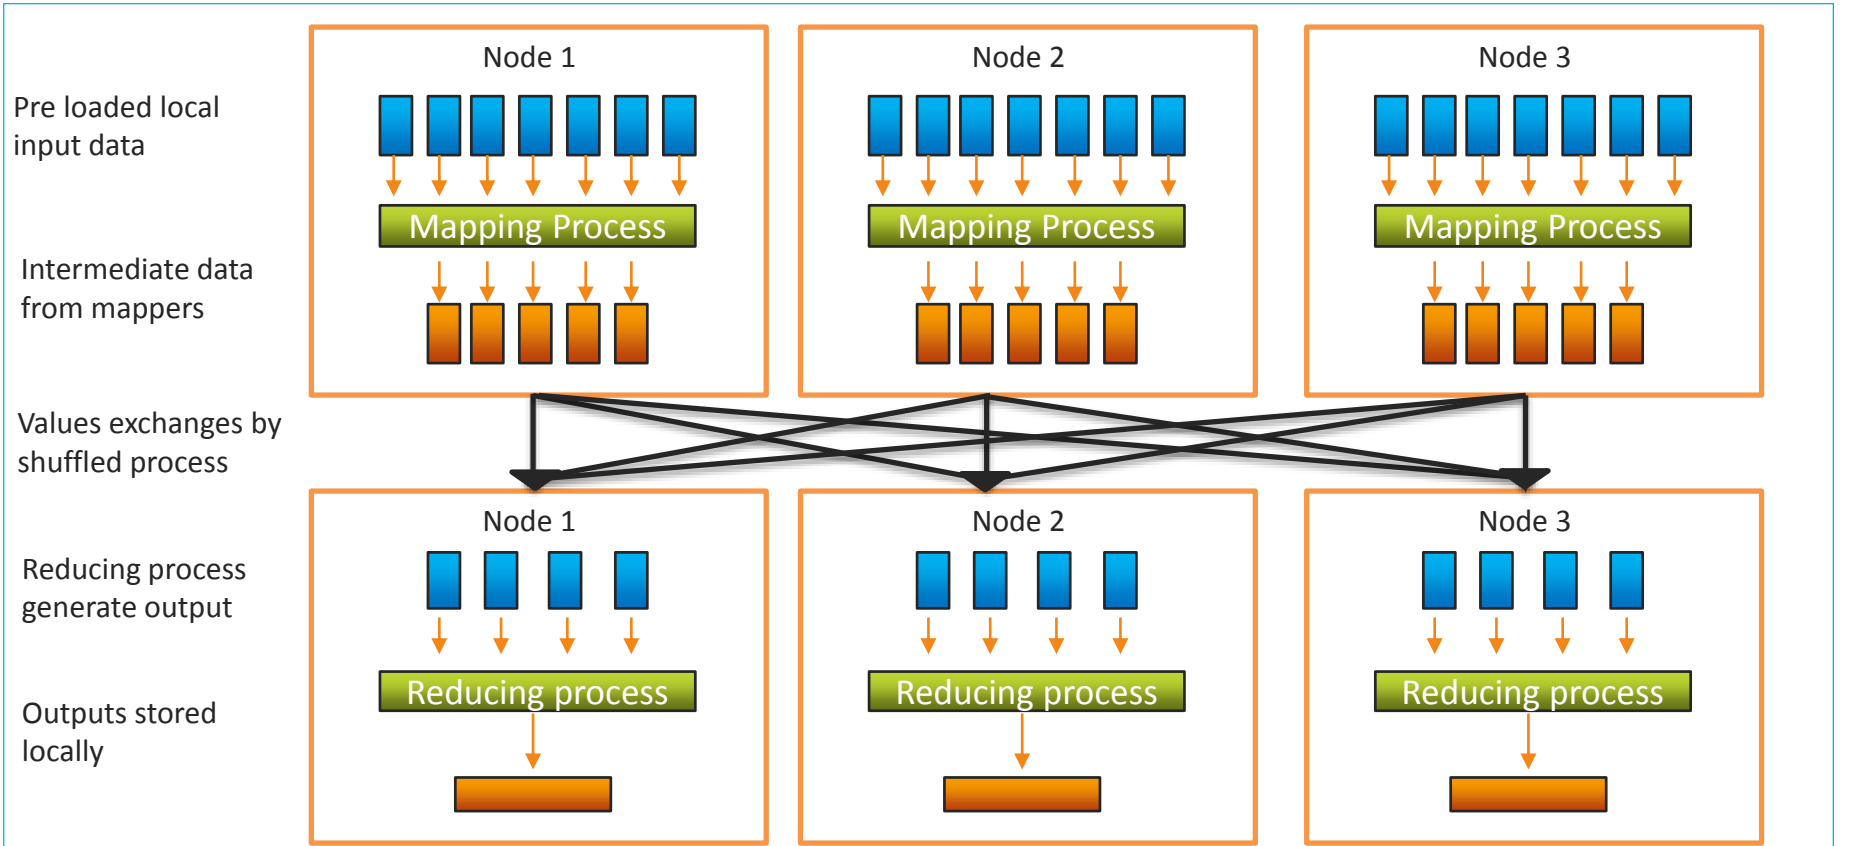 Node 1
Node 2
Node 3
Pre loaded local
input data
Mapping Process
Mapping Process
Mapping Process
Intermediate data
from mappers
Values exchanges by
shuffled process
Node 1
Node 2
Node 3
Reducing process
generate output
Reducing process
Reducing process
Reducing process
Outputs stored
locally